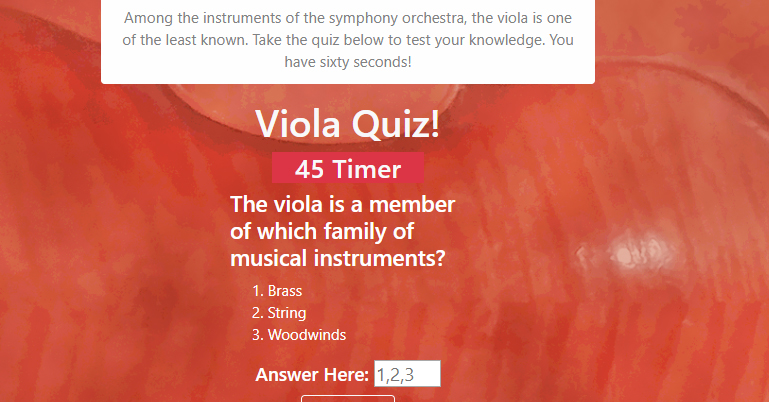 Among the instruments of the symphony orchestra, the viola is one
of the least known. Take the quiz below to test your knowledge. You
have sixty seconds!
Viola Quiz!
45 Timer
The viola is a member
of which family of
musical instruments?
1. Brass
2. String
3. Woodwinds
Answer Here: 1,2,3